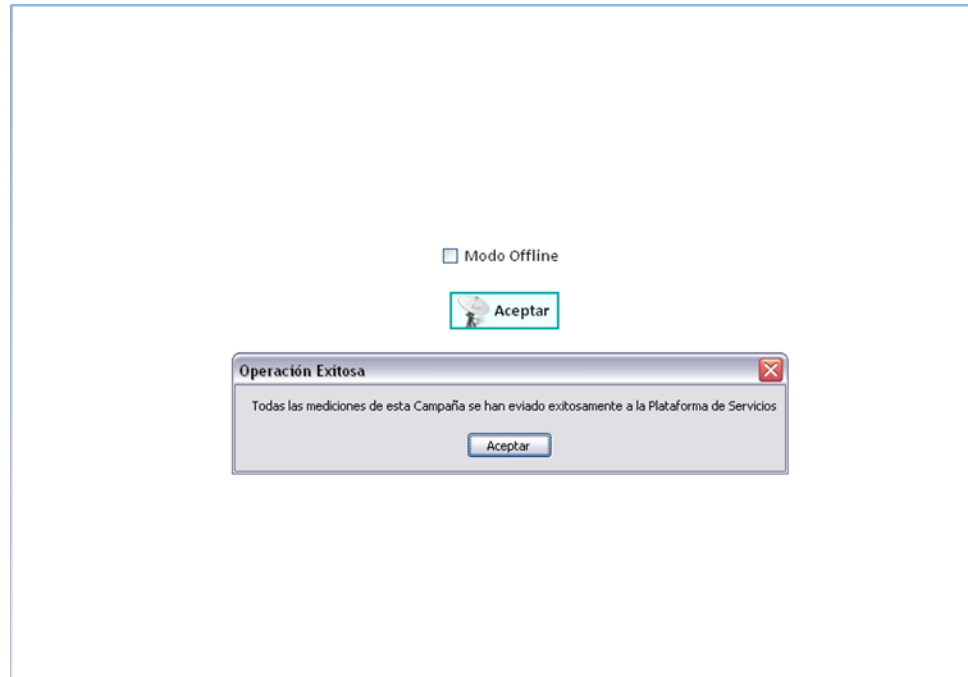 Modo Offline
Aceptar
Operación Exitosa
Todas las mediciones de esta Campaña se han eviado exitosamente a la Plataforma de Servicios
Aceptar